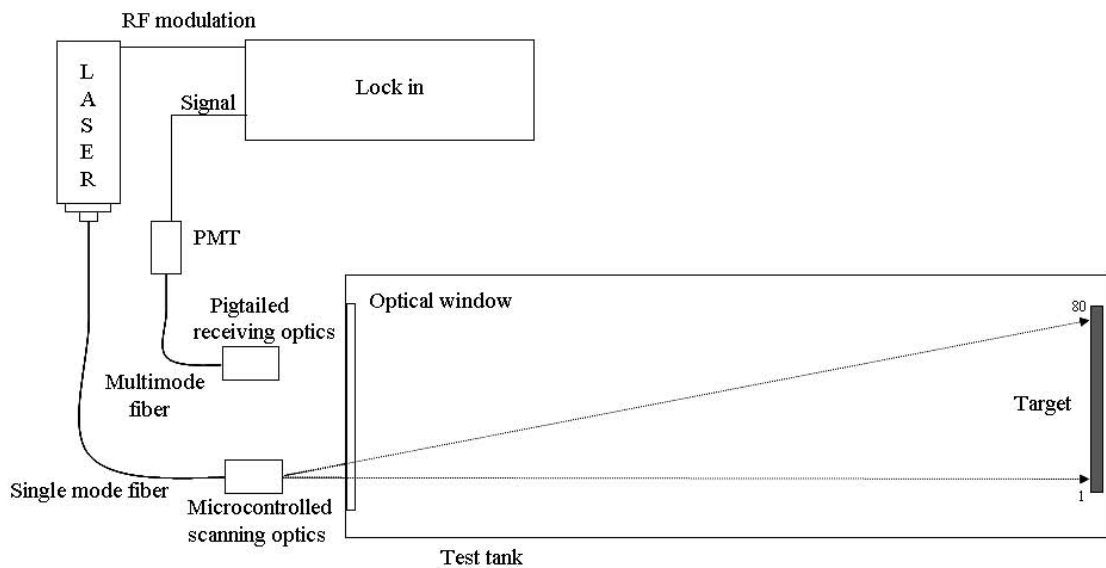 RF modulation
L
A
S
E
R
Lock in
Signal
PMT
Pigtailed
receiving optics
Optical window
80
Multimode
fiber
Target
Single mode fiber
1
Microcontrolled
scanning optics
Test tank